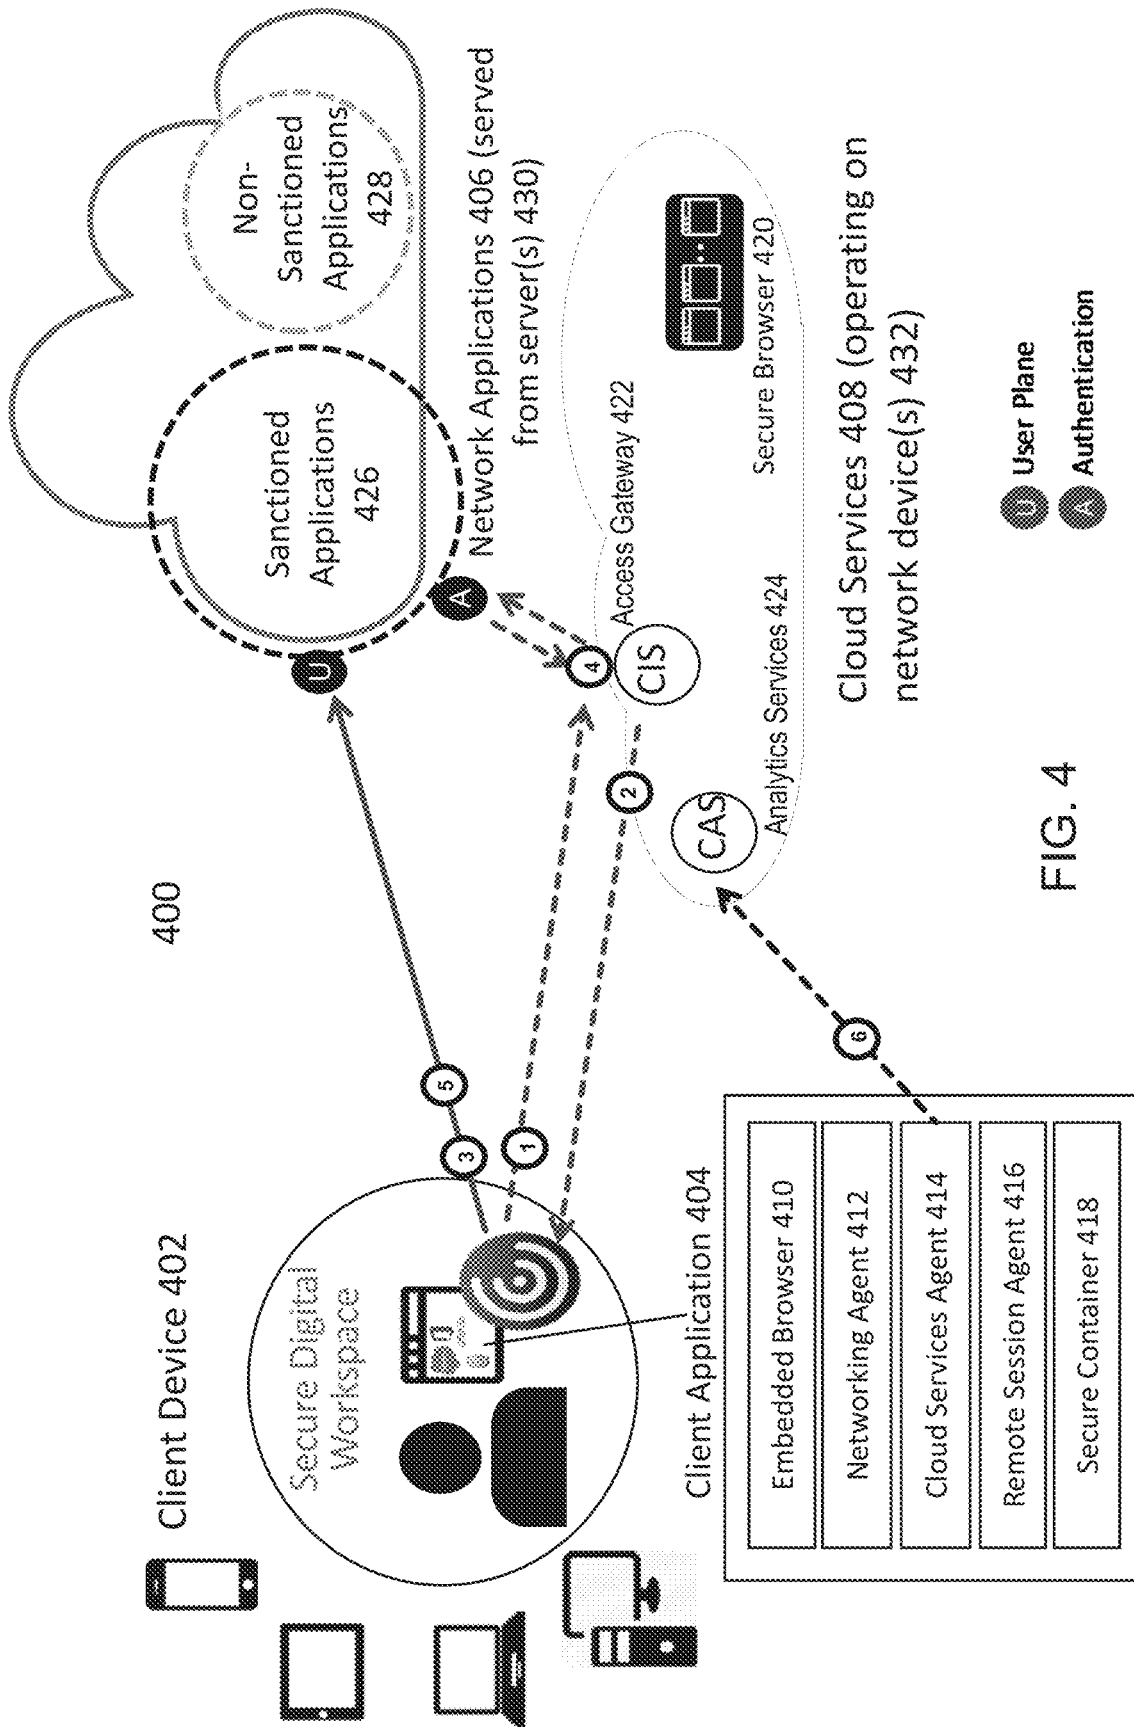 400
Client Device 402
Secure Digital
Workspace
Client Application 404
Embedded Browser 410
Networking Agent 412
Cloud Services Agent 414
Remote Session Agent 416
Secure Container 418
3
5
1
2
4
6
U
A
Sanctioned
Applications
426
Non-
Sanctioned
Applications
428
Network Applications 406 (served
from server(s) 430)
CIS
Access Gateway 422
CAS
Analytics Services 424
Secure Browser 420
Cloud Services 408 (operating on
network device(s) 432)
U User Plane
A Authentication
FIG. 4